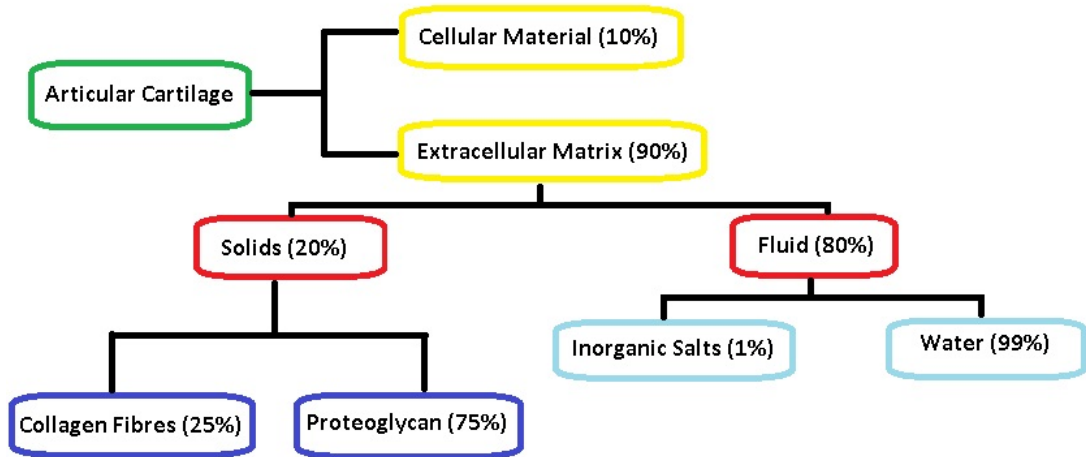 Cellular Material (10%)
Articular Cartilage
Extracellular Matrix (90%)
Solids (20%)
Fluid (80%)
Inorganic Salts (1%)
Water (99%)
Collagen Fibres (25%)
Proteoglycan (75%)